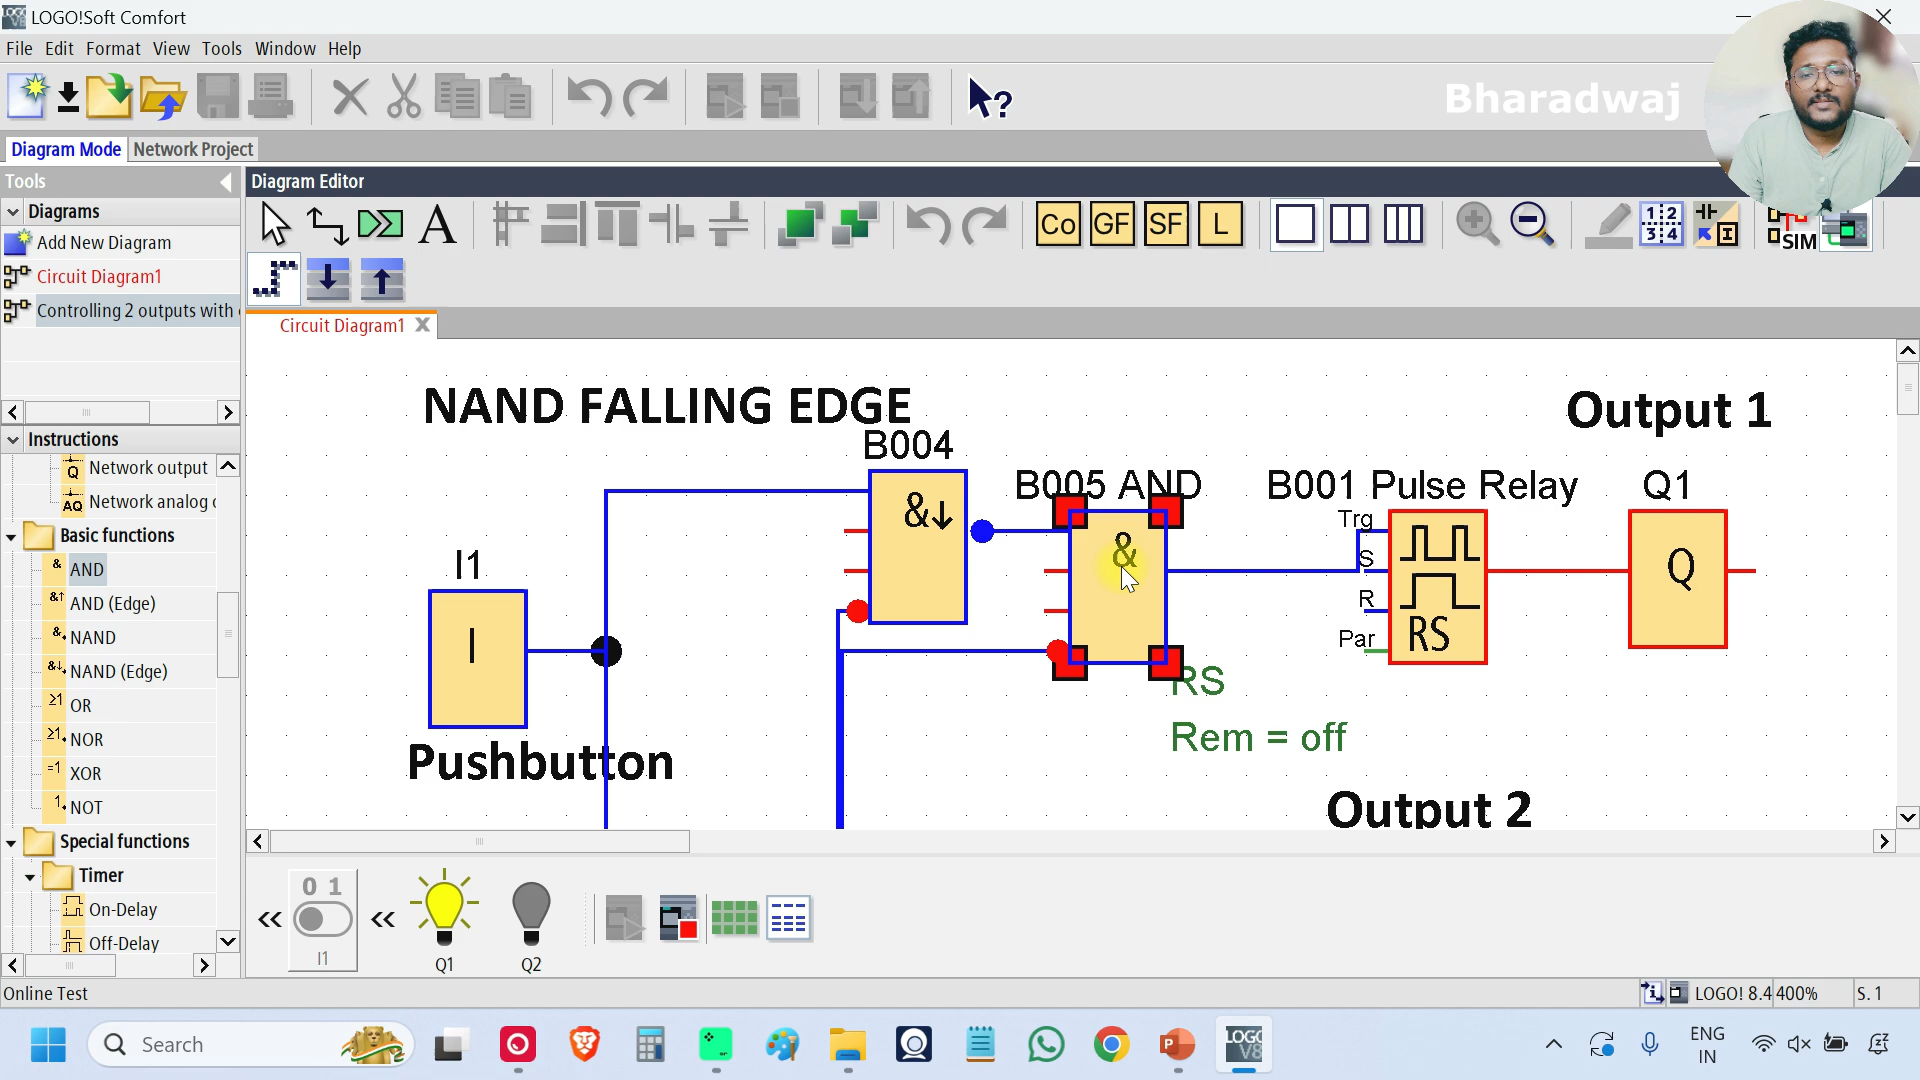 LOGO!Soft Comfort
File Edit Format View Tools Window Help
Bharadwaj
Diagram Mode Network Project
Tools
Diagram Editor
Diagrams
Add New Diagram
Circuit Diagram1
Controlling 2 outputs with
Co GF SF L
SIM
Circuit Diagram1
Instructions
Network output
Network analog
Basic functions
AND
AND (Edge)
NAND
NAND (Edge)
OR
NOR
XOR
NOT
Special functions
Timer
On-Delay
Off-Delay
NAND FALLING EDGE
Output 1
B004
B005 AND
B001 Pulse Relay
Q1
I1
I
&↓
&
Trg
S
R
Par
RS
Q
RS
Rem = off
Pushbutton
Output 2
0 1
I1
Q1
Q2
Online Test
LOGO! 8.4 400% S. 1
Search
ENG
IN